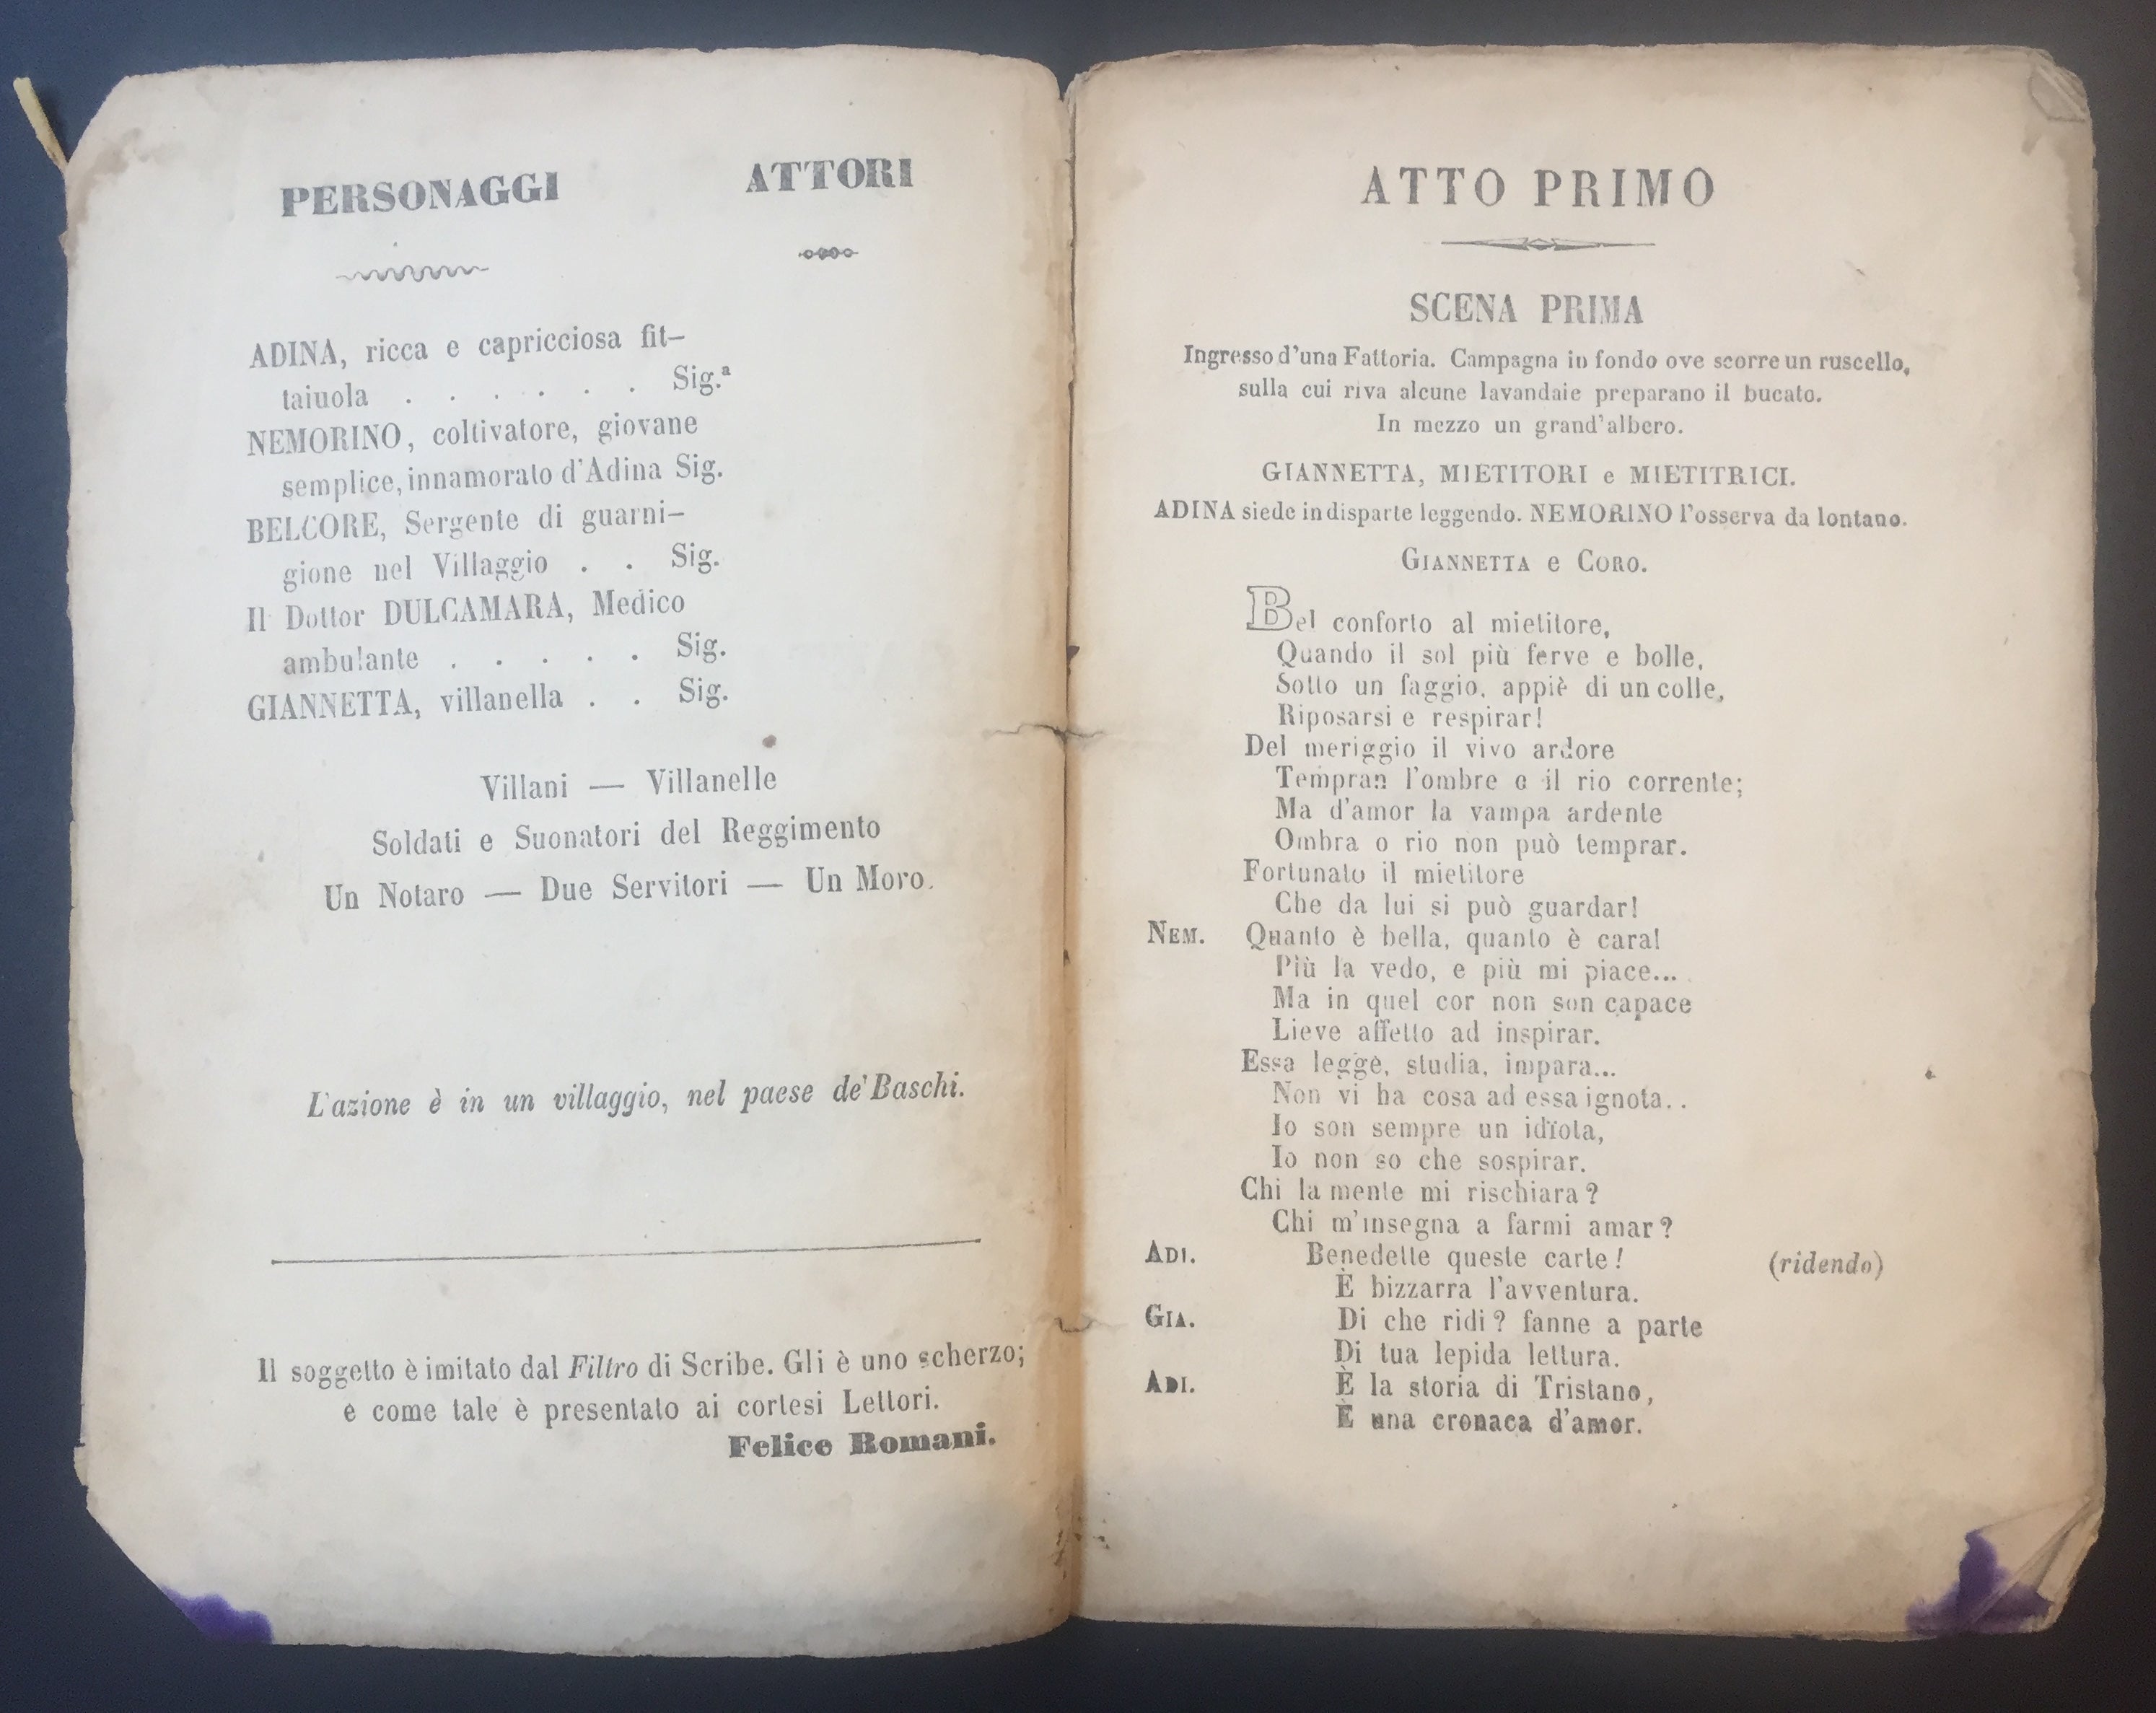 PERSONAGGI ATTORI
ADINA, ricca e capricciosa fit-
taiuola . . . . . . Sig.ª
NEMORINO, coltivatore, giovane
semplice, innamorato d'Adina Sig.
BELCORE, Sergente di guarni-
gione nel Villaggio . . Sig.
Il Dottor DULCAMARA, Medico
ambulante . . . . . Sig.
GIANNETTA, villanella . . Sig.
Villani — Villanelle
Soldati e Suonatori del Reggimento
Un Notaro — Due Servitori — Un Moro.
L'azione è in un villaggio, nel paese de' Baschi.
Il soggetto è imitato dal Filtro di Scribe. Gli è uno scherzo;
e come tale è presentato ai cortesi Lettori.
Felice Romani.
ATTO PRIMO
SCENA PRIMA
Ingresso d'una Fattoria. Campagna in fondo ove scorre un ruscello,
sulla cui riva alcune lavandaie preparano il bucato.
In mezzo un grand'albero.
GIANNETTA, MIETITORI e MIETITRICI.
ADINA siede in disparte leggendo. NEMORINO l'osserva da lontano.
GIANNETTA e CORO.
Bel conforto al mietitore,
Quando il sol più ferve e bolle,
Sotto un faggio, appiè di un colle,
Riposarsi e respirar!
Del meriggio il vivo ardore
Tempran l'ombre e il rio corrente;
Ma d'amor la vampa ardente
Ombra o rio non può temprar.
Fortunato il mietitore
Che da lui si può guardar!
NEM. Quanto è bella, quanto è cara!
Più la vedo, e più mi piace...
Ma in quel cor non son capace
Lieve affetto ad inspirar.
Essa legge, studia, impara...
Non vi ha cosa ad essa ignota..
Io son sempre un idïota,
Io non so che sospirar.
Chi la mente mi rischiara?
Chi m'insegna a farmi amar?
ADI. Benedette queste carte! (ridendo)
È bizzarra l'avventura.
GIA. Di che ridi? fanne a parte
Di tua lepida lettura.
ADI. È la storia di Tristano,
È una cronaca d'amor.